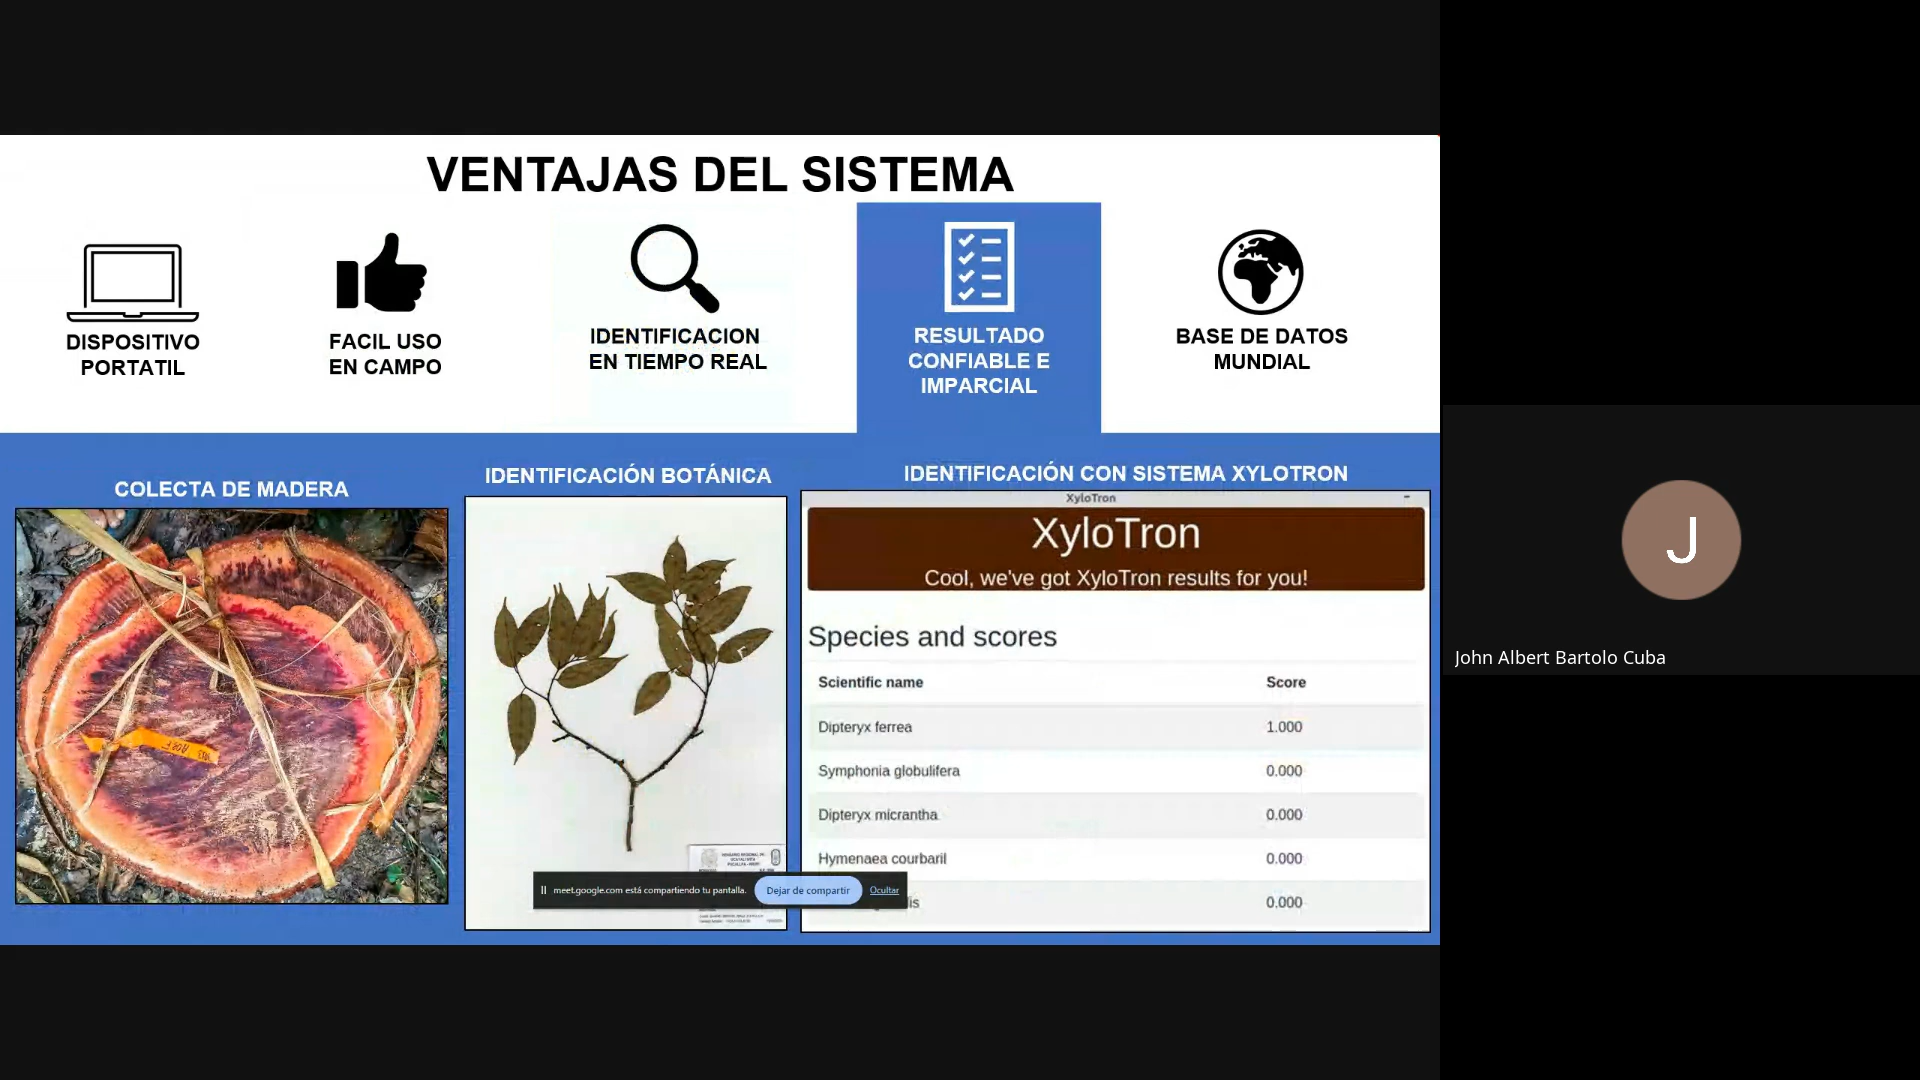 VENTAJAS DEL SISTEMA
DISPOSITIVO
PORTATIL
FACIL USO
EN CAMPO
IDENTIFICACION
EN TIEMPO REAL
RESULTADO
CONFIABLE E
IMPARCIAL
BASE DE DATOS
MUNDIAL
COLECTA DE MADERA
IDENTIFICACIÓN BOTÁNICA
IDENTIFICACIÓN CON SISTEMA XYLOTRON
XyloTron
XyloTron
Cool, we've got XyloTron results for you!
Species and scores
Scientific name Score
Dipteryx ferrea 1.000
Symphonia globulifera 0.000
Dipteryx micrantha 0.000
Hymenaea courbaril 0.000
lis 0.000
meet.google.com está compartiendo tu pantalla. Dejar de compartir Ocultar
J
John Albert Bartolo Cuba